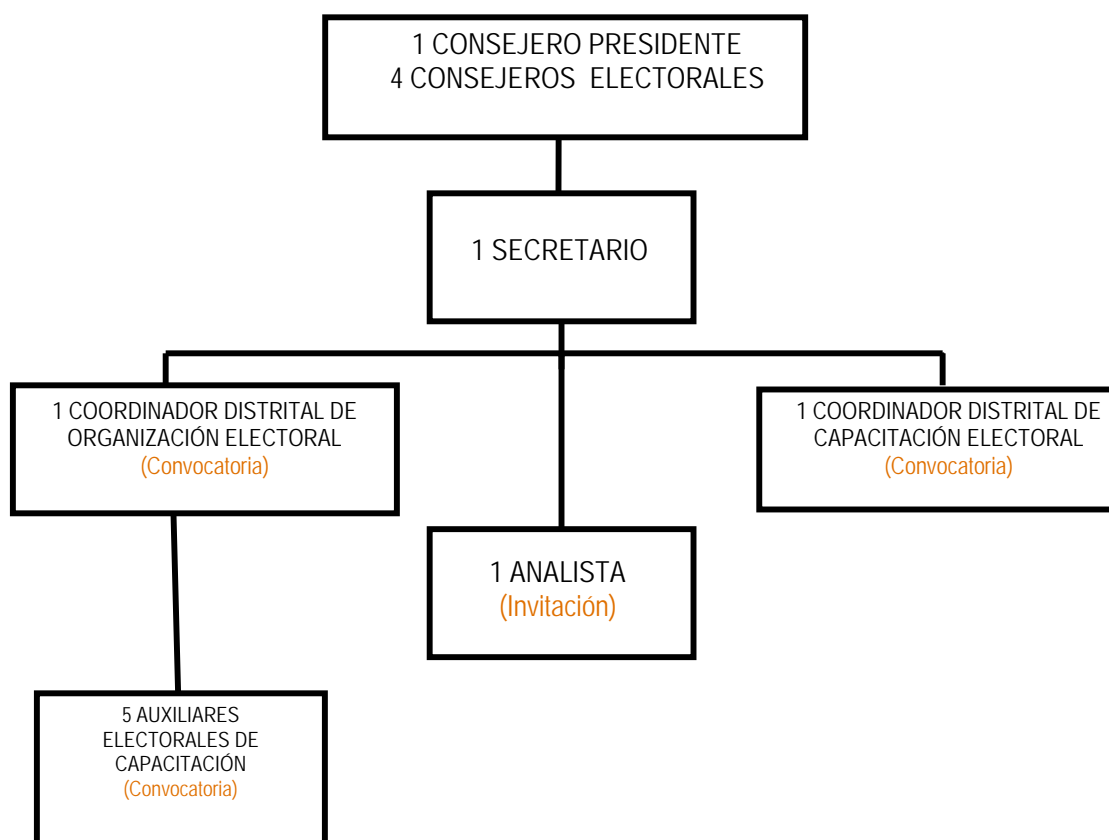 1 CONSEJERO PRESIDENTE
4 CONSEJEROS ELECTORALES
1 SECRETARIO
1 COORDINADOR DISTRITAL DE
ORGANIZACIÓN ELECTORAL
(Convocatoria)
1 COORDINADOR DISTRITAL DE
CAPACITACIÓN ELECTORAL
(Convocatoria)
1 ANALISTA
(Invitación)
5 AUXILIARES
ELECTORALES DE
CAPACITACIÓN
(Convocatoria)